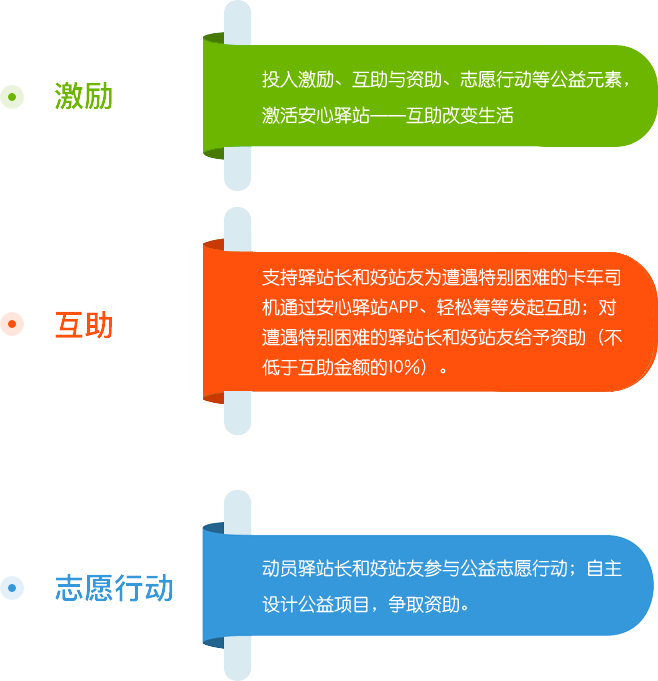 激励
投入激励、互助与资助、志愿行动等公益元素，
激活安心驿站——互助改变生活
互助
支持驿站长和好站友为遭遇特别困难的卡车司
机通过安心驿站APP、轻松筹等发起互助；对
遭遇特别困难的驿站长和好站友给予资助（不
低于互助金额的10%）。
志愿行动
动员驿站长和好站友参与公益志愿行动；自主
设计公益项目，争取资助。